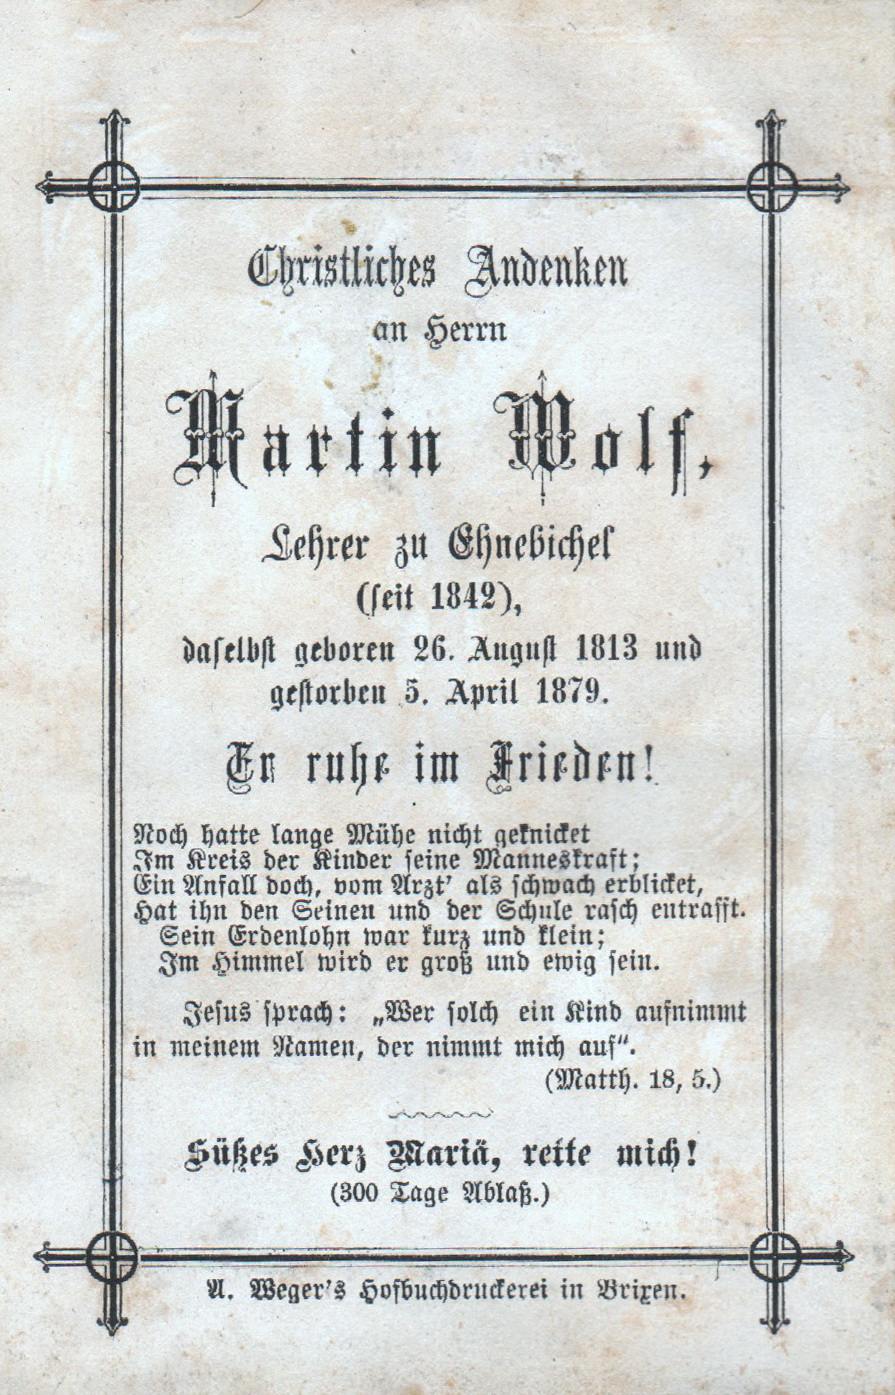 Christliches Andenken
an Herrn
Martin Wolf,
Lehrer zu Ehnebichel
(seit 1842),
daselbst geboren 26. August 1813 und
gestorben 5. April 1879.
Er ruhe im Frieden!
Noch hatte lange Mühe nicht geknicket
Im Kreis der Kinder seine Manneskraft;
Ein Anfall doch, vom Arzt' als schwach erblicket,
Hat ihn den Seinen und der Schule rasch entrafft.
Sein Erdenlohn war kurz und klein;
Im Himmel wird er groß und ewig sein.
Jesus sprach: „Wer solch ein Kind aufnimmt
in meinem Namen, der nimmt mich auf“.
(Matth. 18, 5.)
Süßes Herz Mariä, rette mich!
(300 Tage Ablaß.)
A. Weger's Hofbuchdruckerei in Brixen.